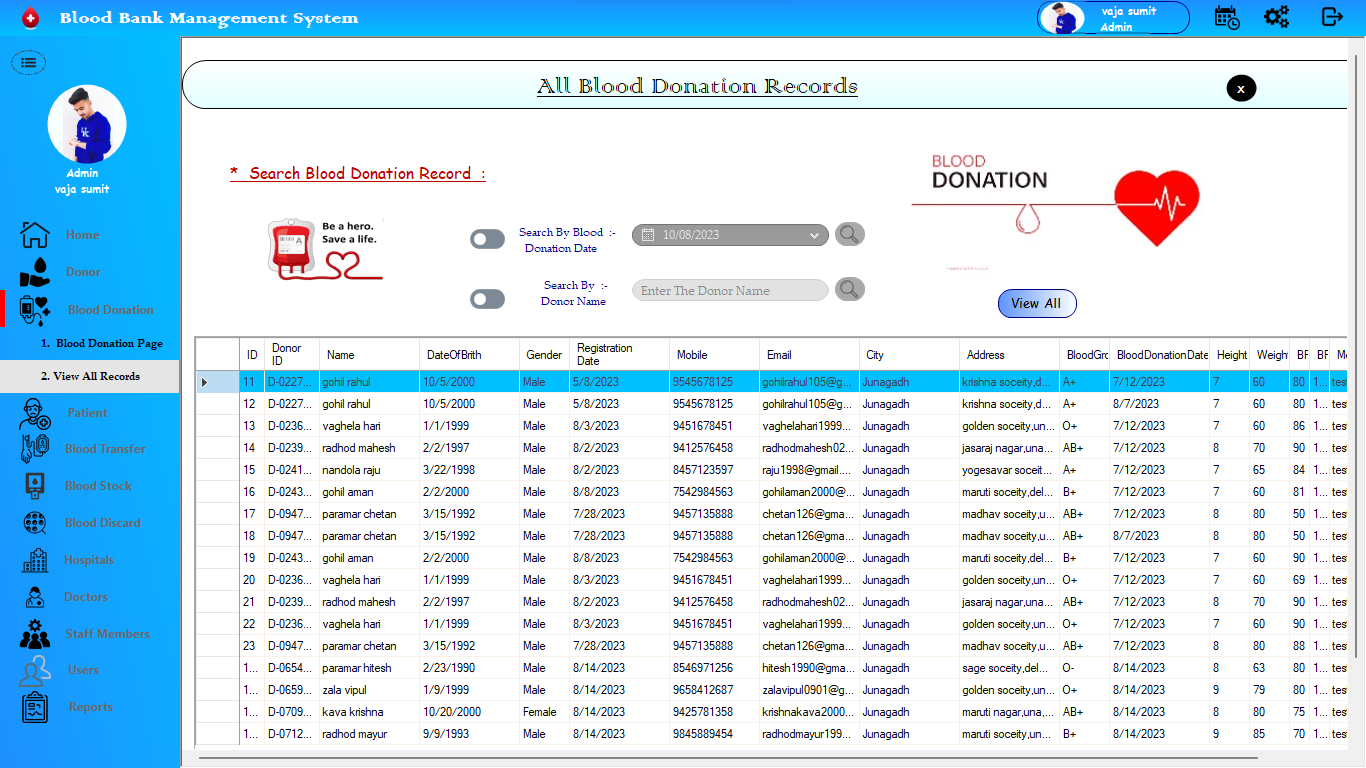 Blood Bank Management System
vaja sumit
Admin
Admin
vaja sumit
Home
Donor
Blood Donation
1. Blood Donation Page
2. View All Records
Patient
Blood Transfer
Blood Stock
Blood Discard
Hospitals
Doctors
Staff Members
Users
Reports
All Blood Donation Records
x
* Search Blood Donation Record :
Be a hero.
Save a life.
A
Search By Blood :-
Donation Date
10/08/2023
Search By :-
Donor Name
Enter The Donor Name
BLOOD
DONATION
View All
ID Donor ID Name DateOfBrith Gender Registration Date Mobile Email City Address BloodGro BloodDonationDate Height Weight BF BF Me
11 D-0227... gohil rahul 10/5/2000 Male 5/8/2023 9545678125 gohilrahul105@g... Junagadh krishna soceity,d... A+ 7/12/2023 7 60 80 1... tes
12 D-0227... gohil rahul 10/5/2000 Male 5/8/2023 9545678125 gohilrahul105@g... Junagadh krishna soceity,d... A+ 8/7/2023 7 60 80 1... tes
13 D-0236... vaghela hari 1/1/1999 Male 8/3/2023 9451678451 vaghelahari1999... Junagadh golden soceity,un... O+ 7/12/2023 7 60 86 1... tes
14 D-0239... radhod mahesh 2/2/1997 Male 8/2/2023 9412576458 radhodmahesh02... Junagadh jasaraj nagar,una... AB+ 7/12/2023 8 70 90 1... tes
15 D-0241... nandola raju 3/22/1998 Male 8/2/2023 8457123597 raju1998@gmail.... Junagadh yogesavar soceit... A+ 7/12/2023 7 65 84 1... tes
16 D-0243... gohil aman 2/2/2000 Male 8/8/2023 7542984563 gohilaman2000@... Junagadh maruti soceity,del... B+ 7/12/2023 7 60 81 1... tes
17 D-0947... paramar chetan 3/15/1992 Male 7/28/2023 9457135888 chetan126@gma... Junagadh madhav soceity,u... AB+ 7/12/2023 8 80 50 1... tes
18 D-0947... paramar chetan 3/15/1992 Male 7/28/2023 9457135888 chetan126@gma... Junagadh madhav soceity,u... AB+ 8/7/2023 8 80 50 1... tes
19 D-0243... gohil aman 2/2/2000 Male 8/8/2023 7542984563 gohilaman2000@... Junagadh maruti soceity,del... B+ 7/12/2023 7 60 90 1... tes
20 D-0236... vaghela hari 1/1/1999 Male 8/3/2023 9451678451 vaghelahari1999... Junagadh golden soceity,un... O+ 7/12/2023 7 60 69 1... tes
21 D-0239... radhod mahesh 2/2/1997 Male 8/2/2023 9412576458 radhodmahesh02... Junagadh jasaraj nagar,una... AB+ 7/12/2023 8 70 90 1... tes
22 D-0236... vaghela hari 1/1/1999 Male 8/3/2023 9451678451 vaghelahari1999... Junagadh golden soceity,un... O+ 7/12/2023 7 60 90 1... tes
23 D-0947... paramar chetan 3/15/1992 Male 7/28/2023 9457135888 chetan126@gma... Junagadh madhav soceity,u... AB+ 7/12/2023 8 80 88 1... tes
1... D-0654... paramar hitesh 2/23/1990 Male 8/14/2023 8546971256 hitesh1990@gma... Junagadh sage soceity,del... O- 8/14/2023 8 63 80 1... tes
1... D-0659... zala vipul 1/9/1999 Male 8/14/2023 9658412687 zalavipul0901@g... Junagadh golden soceity,un... O+ 8/14/2023 9 79 80 1... tes
1... D-0709... kava krishna 10/20/2000 Female 8/14/2023 9425781358 krishnakava2000... Junagadh maruti nagar,una,... AB+ 8/14/2023 8 80 75 1... tes
1... D-0712... radhod mayur 9/9/1993 Male 8/14/2023 9845889454 radhodmayur199... Junagadh maruti soceity,un... B+ 8/14/2023 9 85 70 1... tes